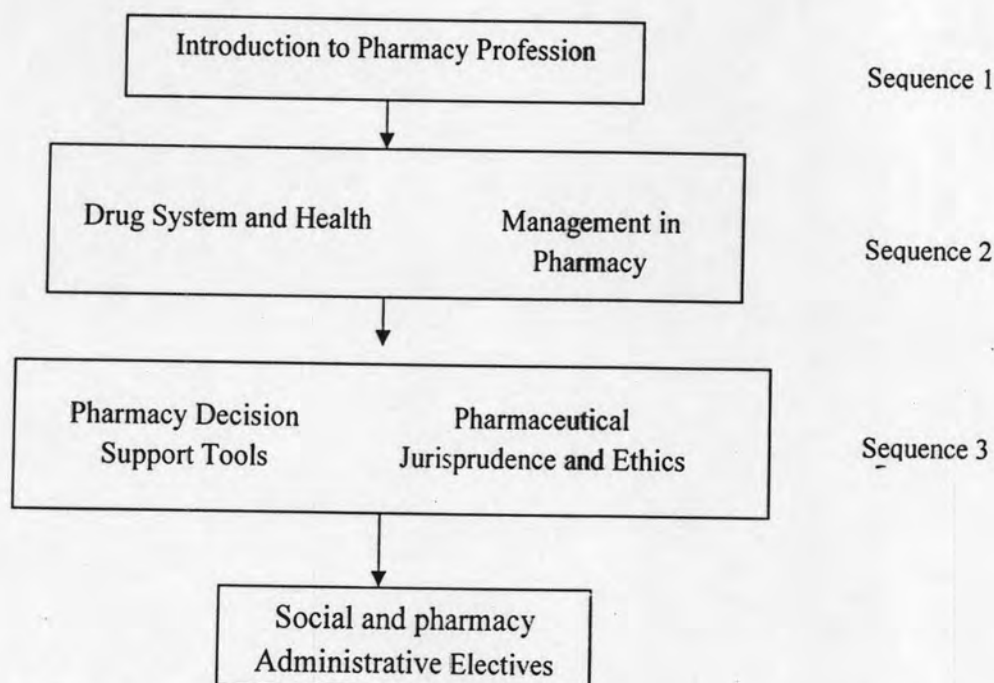 Introduction to Pharmacy Profession
Sequence 1
Drug System and Health
Management in
Pharmacy
Sequence 2
Pharmacy Decision
Support Tools
Pharmaceutical
Jurisprudence and Ethics
Sequence 3
Social and pharmacy
Administrative Electives